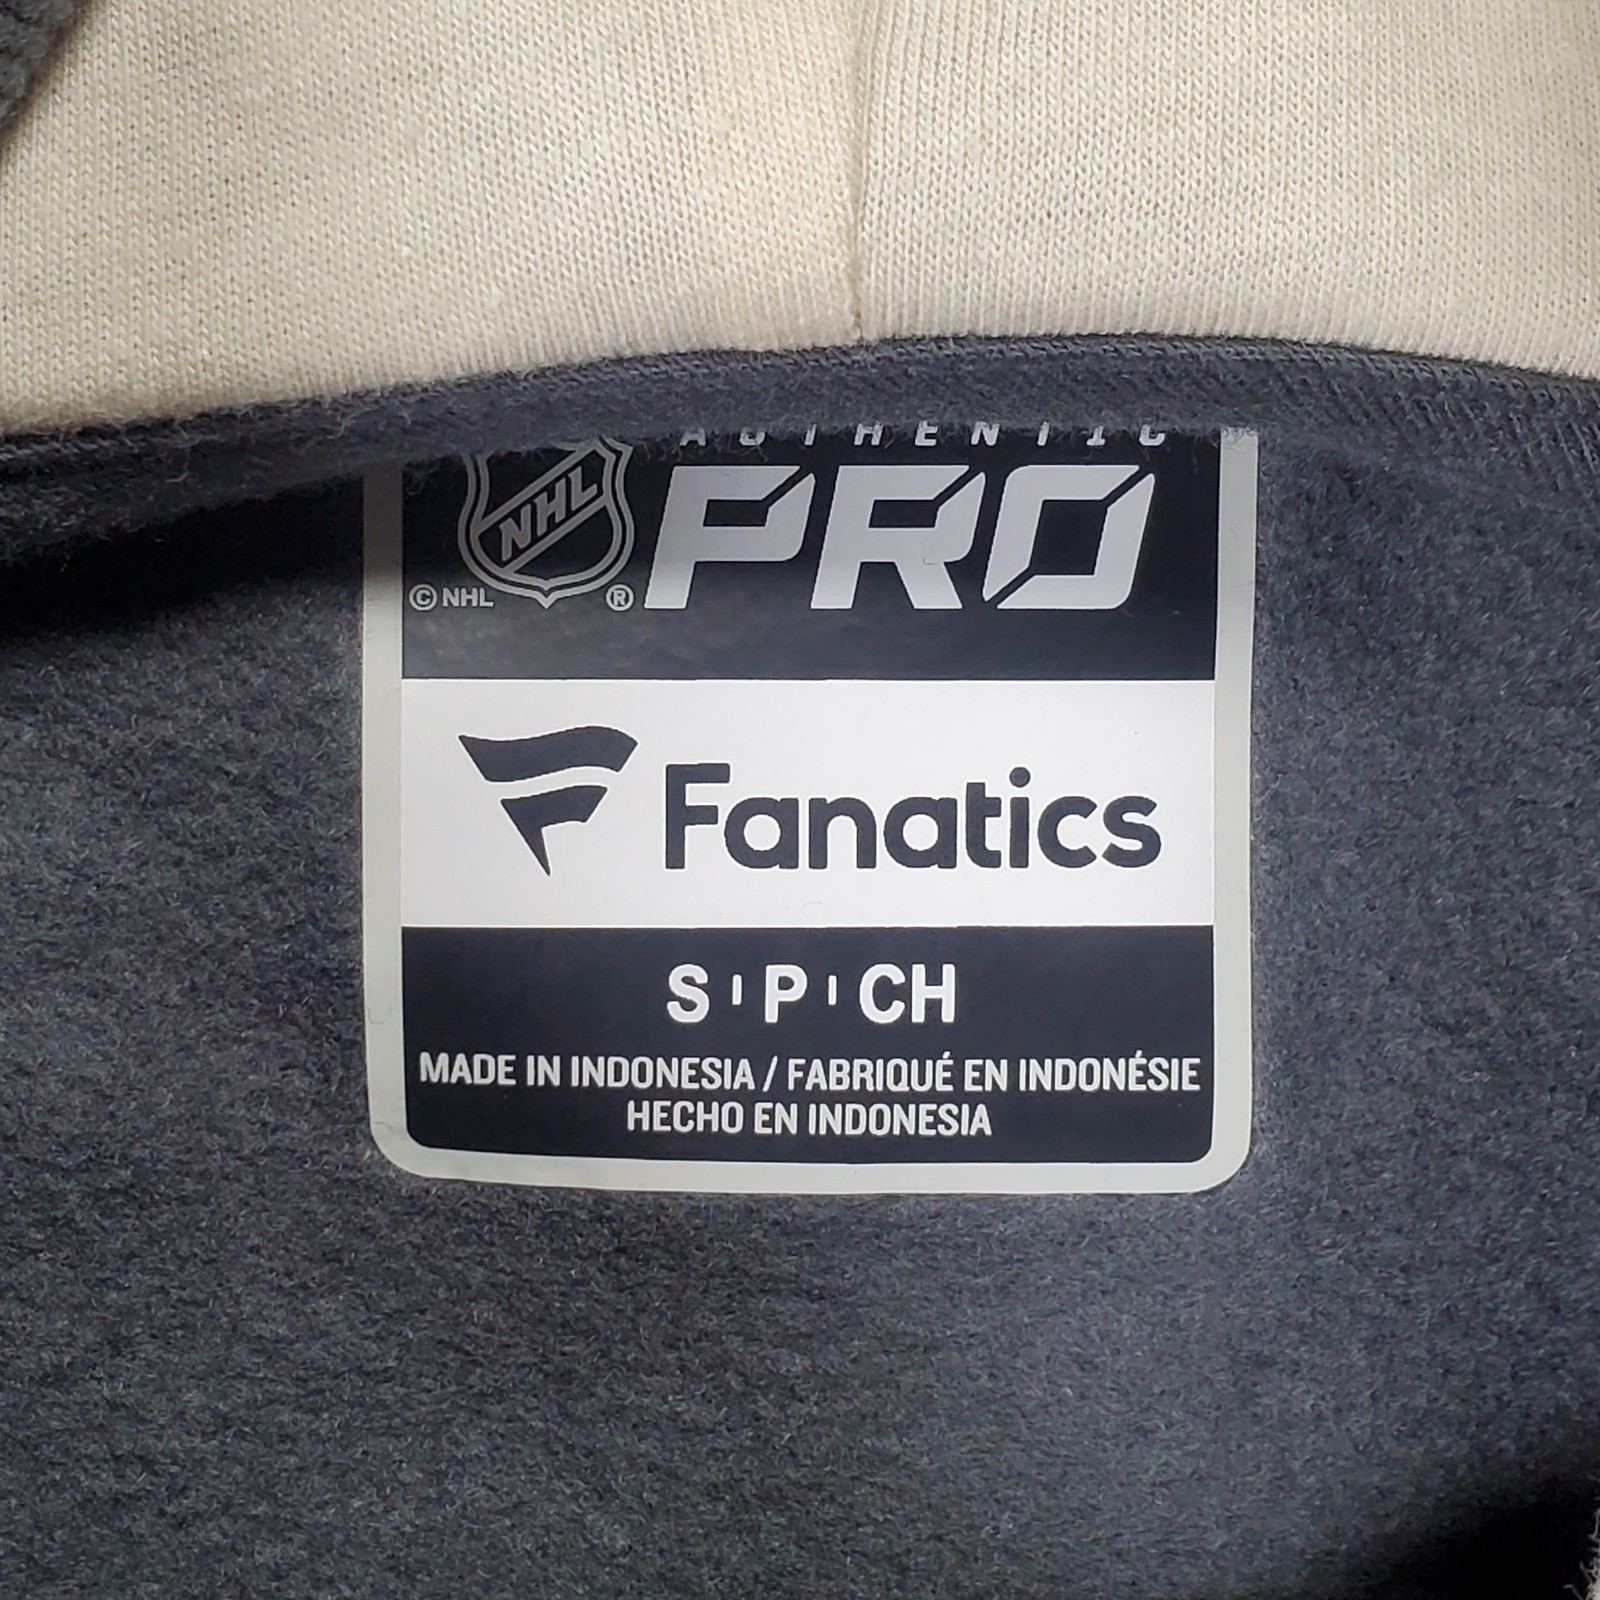 AUTHENTIC
NHL
PRO
© NHL ®
Fanatics
S | P | CH
MADE IN INDONESIA / FABRIQUÉ EN INDONÉSIE
HECHO EN INDONESIA